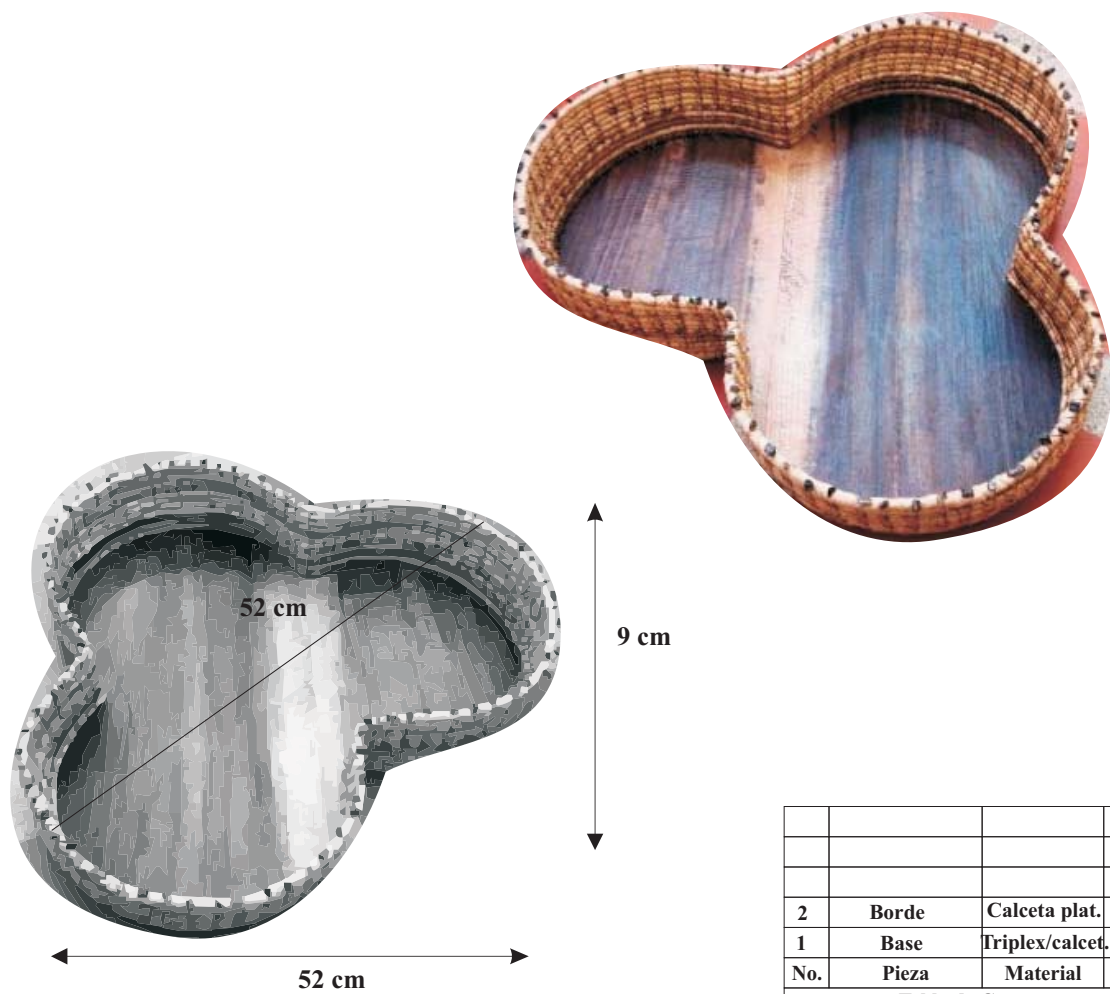 52 cm
9 cm
52 cm
2 Borde Calceta plat.
1 Base Triplex/calcet.
No. Pieza Material